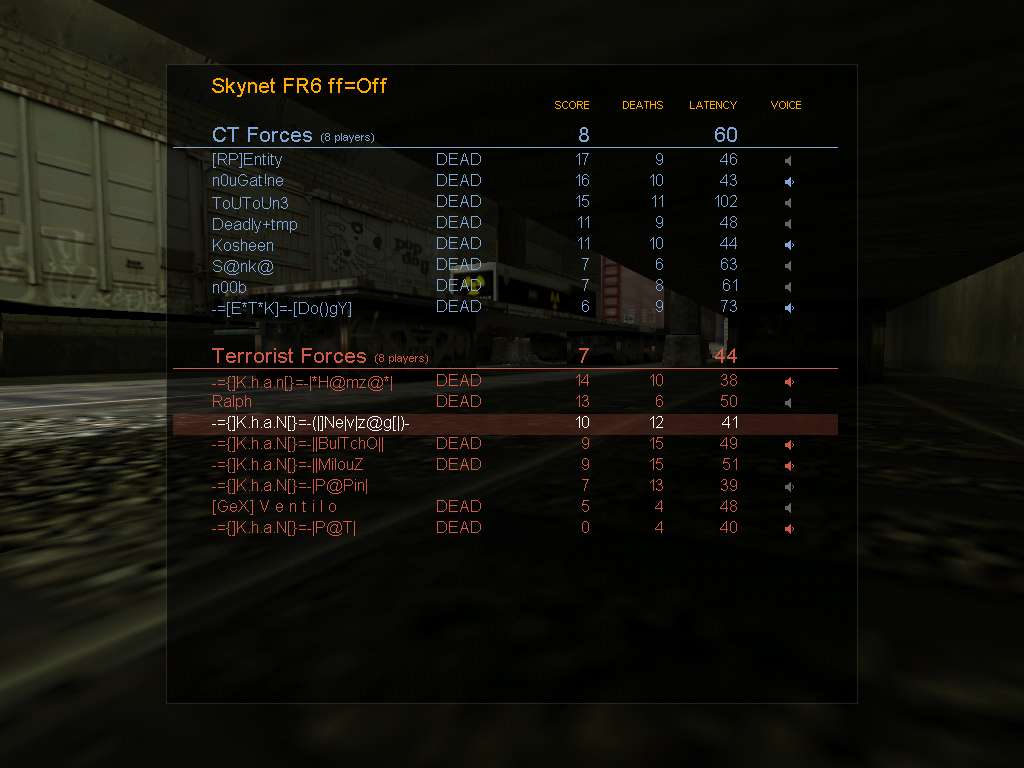 Skynet FR6 ff=Off
SCORE DEATHS LATENCY VOICE
CT Forces (8 players) 8 60
[RP]Entity DEAD 17 9 46
n0uGat!ne DEAD 16 10 43
ToUToUn3 DEAD 15 11 102
Deadly+tmp DEAD 11 9 48
Kosheen DEAD 11 10 44
S@nk@ DEAD 7 6 63
n00b DEAD 7 8 61
-=[E*T*K]=-[Do()gY] DEAD 6 9 73
Terrorist Forces (8 players) 7 44
-={]K.h.a.n[}=-|*H@mz@*| DEAD 14 10 38
Ralph DEAD 13 6 50
-={]K.h.a.N[}=-(|]Ne|v|z@g[|)- 10 12 41
-={]K.h.a.N[}=-||BulTchO|| DEAD 9 15 49
-={]K.h.a.N[}=-||MilouZ DEAD 9 15 51
-={]K.h.a.N[}=-|P@Pin| 7 13 39
[GeX] V e n t i l o DEAD 5 4 48
-={]K.h.a.N[}=-|P@T| DEAD 0 4 40